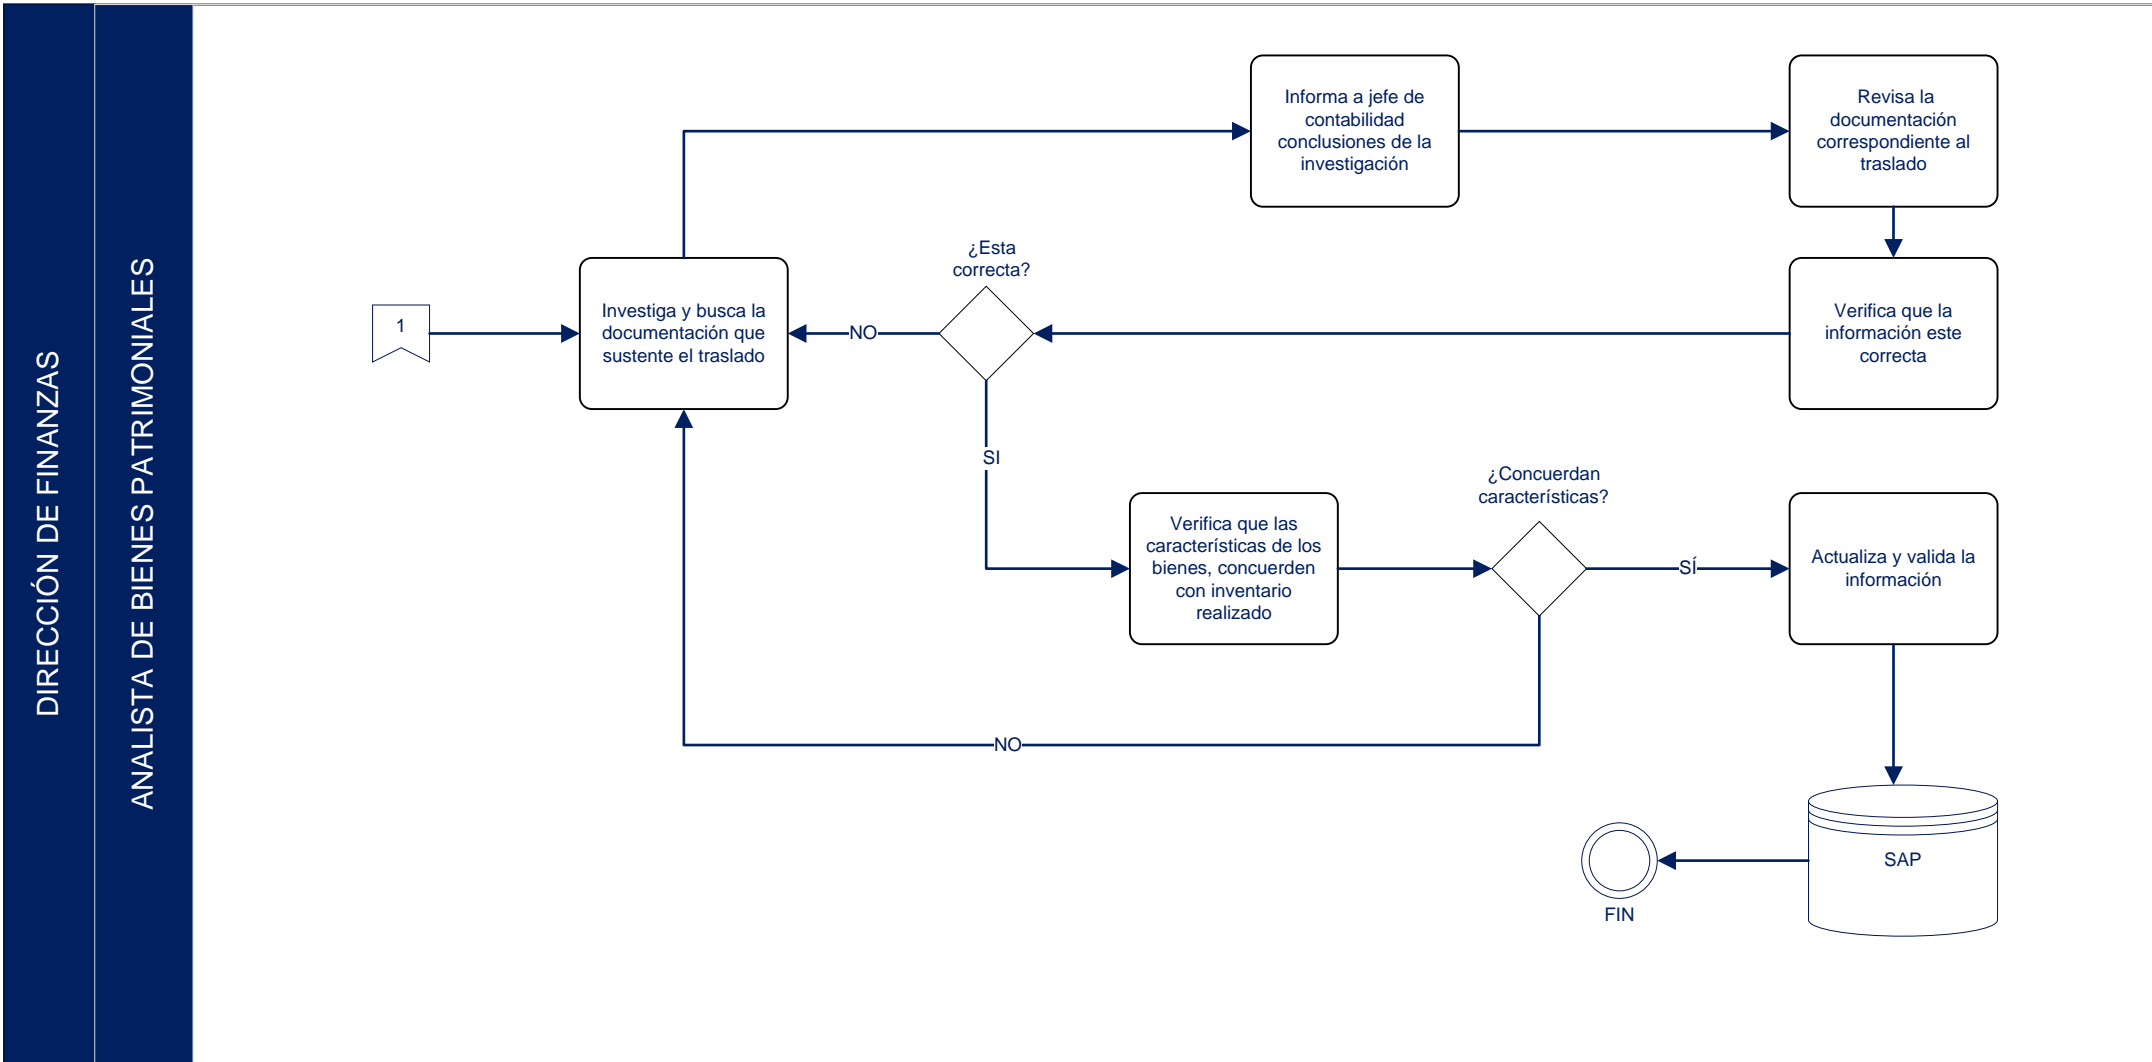 DIRECCIÓN DE FINANZAS
ANALISTA DE BIENES PATRIMONIALES
1
Investiga y busca la
documentación que
sustente el traslado
Informa a jefe de
contabilidad
conclusiones de la
investigación
Revisa la
documentación
correspondiente al
traslado
Verifica que la
información este
correcta
¿Esta
correcta?
NO
SI
Verifica que las
características de los
bienes, concuerden
con inventario
realizado
¿Concuerdan
características?
SÍ
NO
Actualiza y valida la
información
SAP
FIN